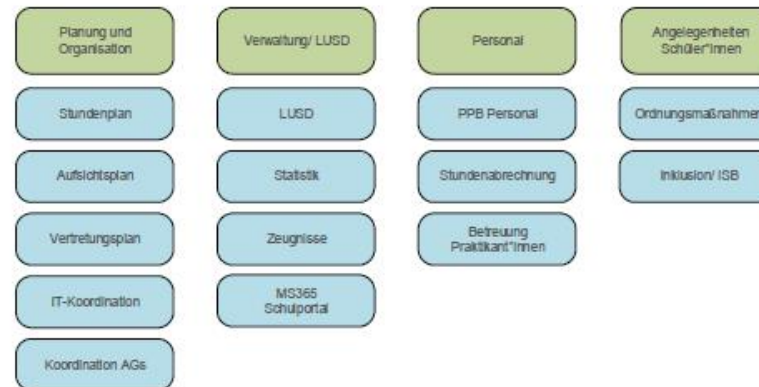 Planung und
Organisation
Stundenplan
Aufsichtsplan
Vertretungsplan
IT-Koordination
Koordination AGs
Verwaltung/ LUSD
LUSD
Statistik
Zeugnisse
MS365
Schulportal
Personal
PPB Personal
Stundenabrechnung
Betreuung
Praktikant*innen
Angelegenheiten
Schüler*innen
Ordnungsmaßnahmen
Inklusion/ ISB